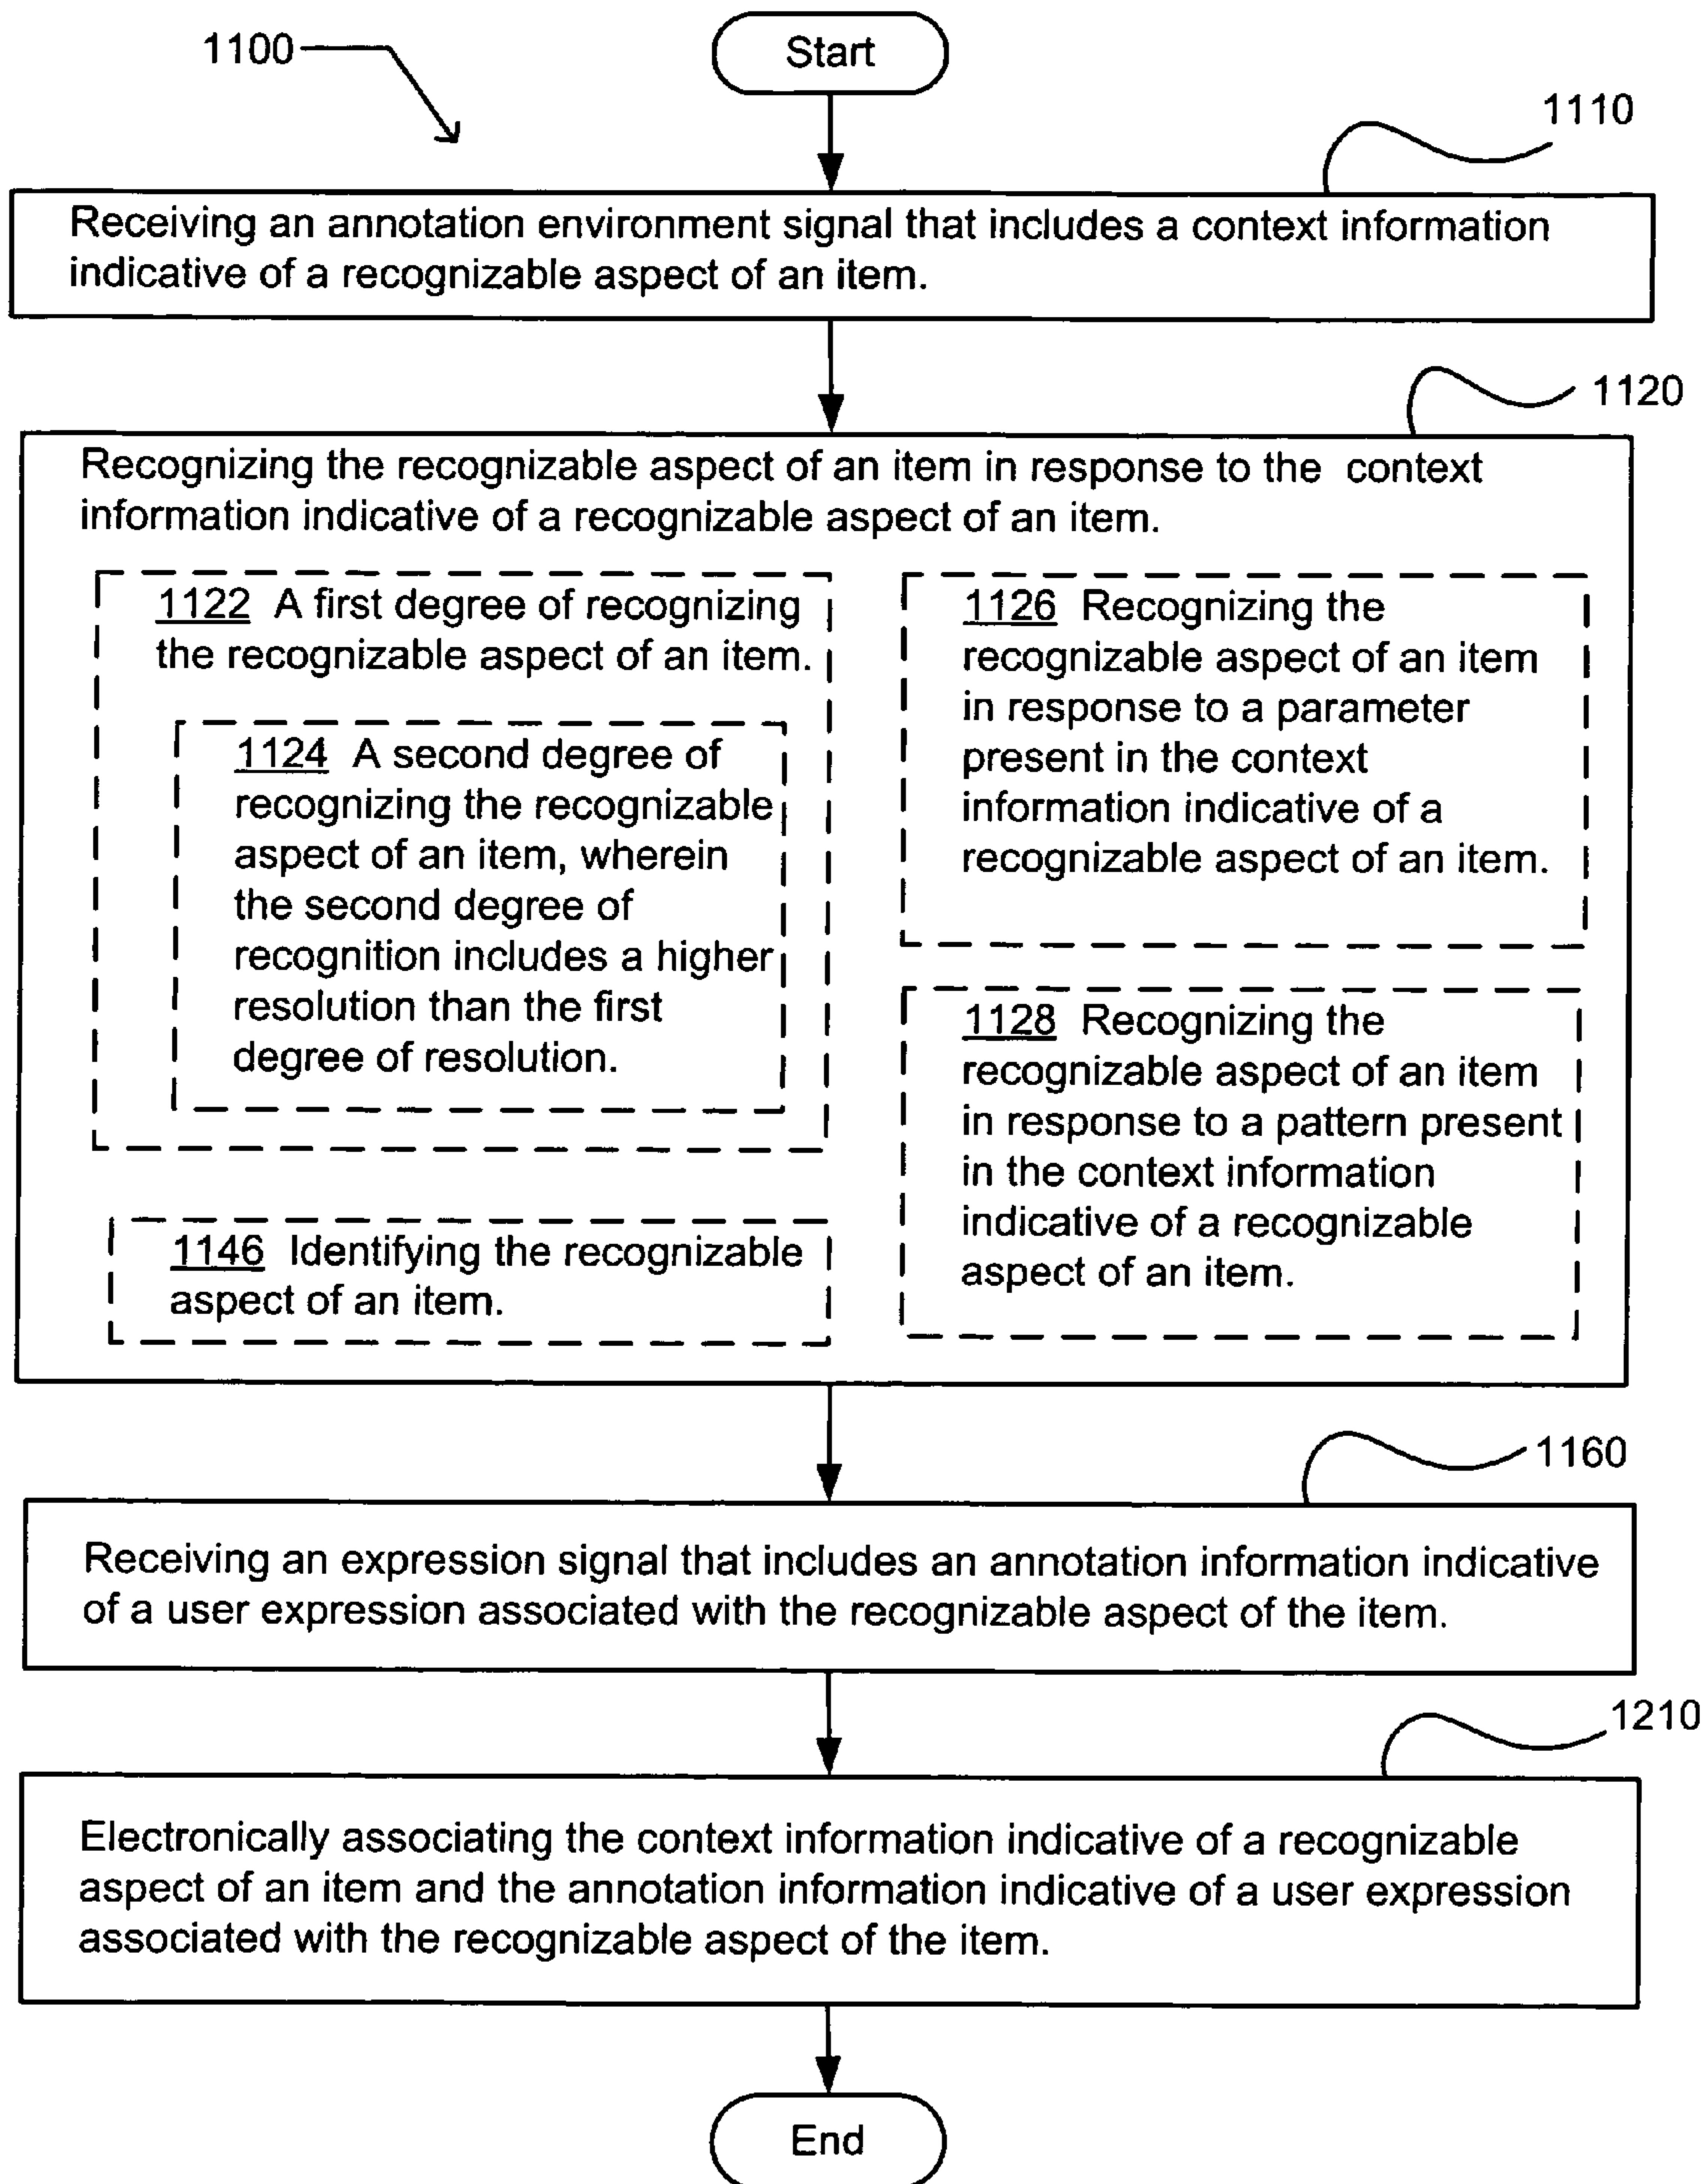 1100
Start
1110
Receiving an annotation environment signal that includes a context information
indicative of a recognizable aspect of an item.
1120
Recognizing the recognizable aspect of an item in response to the context
information indicative of a recognizable aspect of an item.
1122 A first degree of recognizing
the recognizable aspect of an item.
1124 A second degree of
recognizing the recognizable
aspect of an item, wherein
the second degree of
recognition includes a higher
resolution than the first
degree of resolution.
1146 Identifying the recognizable
aspect of an item.
1126 Recognizing the
recognizable aspect of an item
in response to a parameter
present in the context
information indicative of a
recognizable aspect of an item.
1128 Recognizing the
recognizable aspect of an item
in response to a pattern present
in the context information
indicative of a recognizable
aspect of an item.
1160
Receiving an expression signal that includes an annotation information indicative
of a user expression associated with the recognizable aspect of the item.
1210
Electronically associating the context information indicative of a recognizable
aspect of an item and the annotation information indicative of a user expression
associated with the recognizable aspect of the item.
End